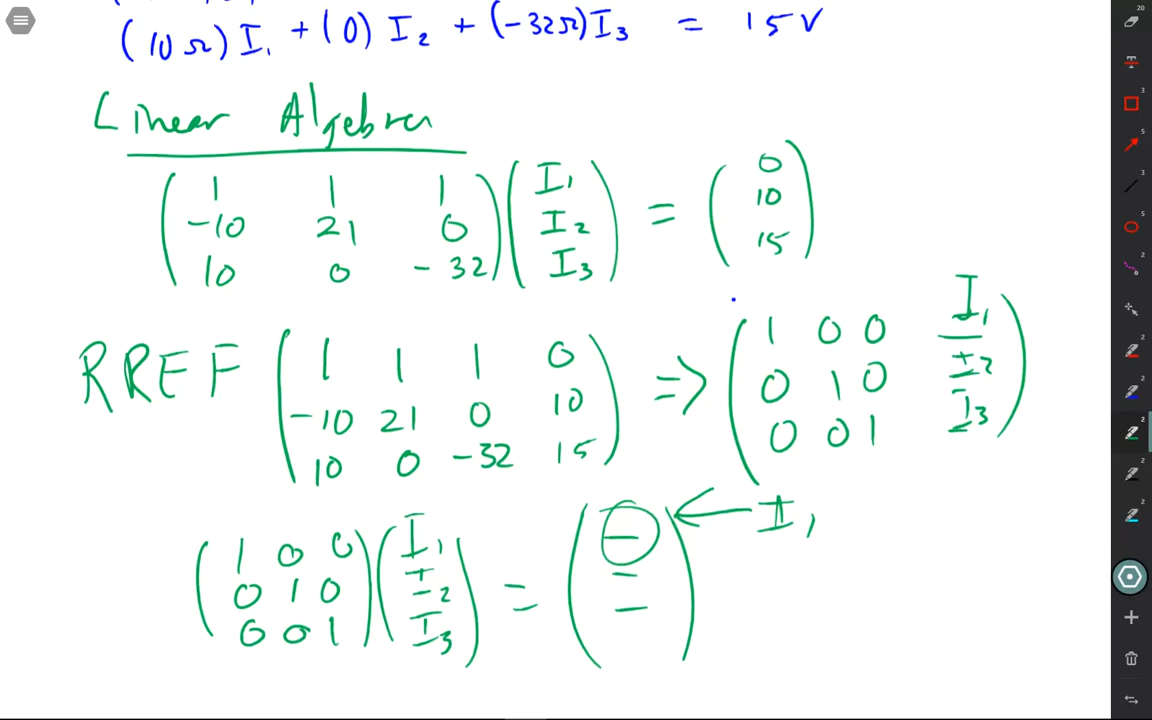 (10 Ω) I₁ + (0) I₂ + (-32Ω) I₃ = 15 V
Linear Algebra
( 1 1 1 ) ( I₁ ) = ( 0 )
( -10 21 0 ) ( I₂ ) ( 10 )
( 10 0 -32 ) ( I₃ ) ( 15 )
RREF ( 1 1 1 0 ) => ( 1 0 0 I₁ )
( -10 21 0 10 ) ( 0 1 0 I₂ )
( 10 0 -32 15 ) ( 0 0 1 I₃ )
( 1 0 0 ) ( I₁ ) = ( – ) ← I₁
( 0 1 0 ) ( I₂ ) ( – )
( 0 0 1 ) ( I₃ ) ( – )